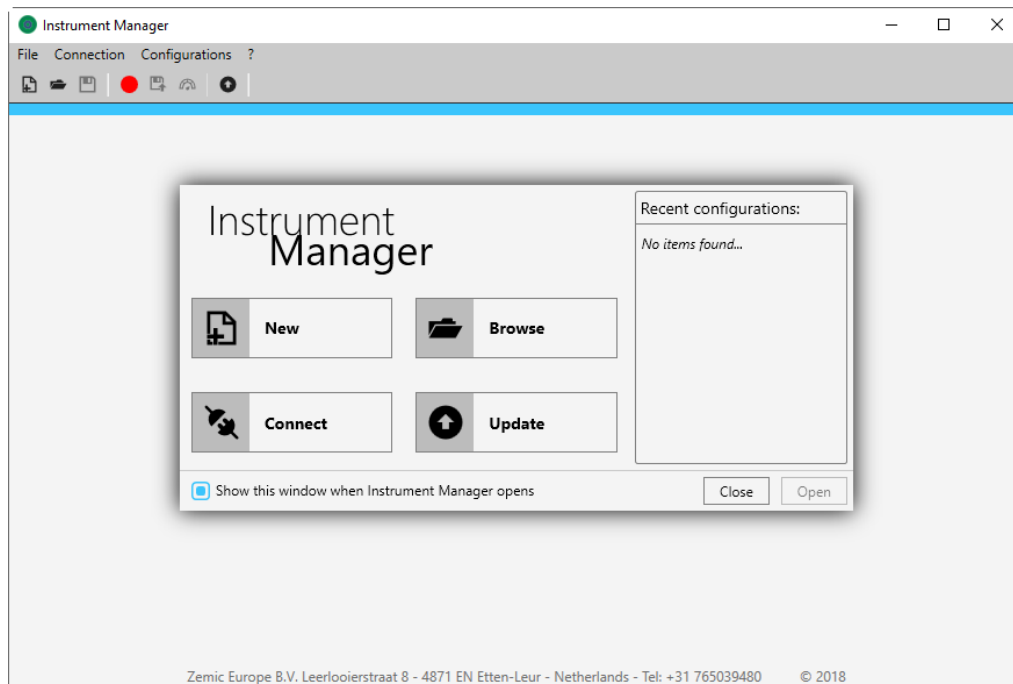 Instrument Manager
File Connection Configurations ?
Instrument
Manager
Recent configurations:
No items found...
New
Browse
Connect
Update
Show this window when Instrument Manager opens
Close
Open
Zemic Europe B.V. Leerlooierstraat 8 - 4871 EN Etten-Leur - Netherlands - Tel: +31 765039480 © 2018